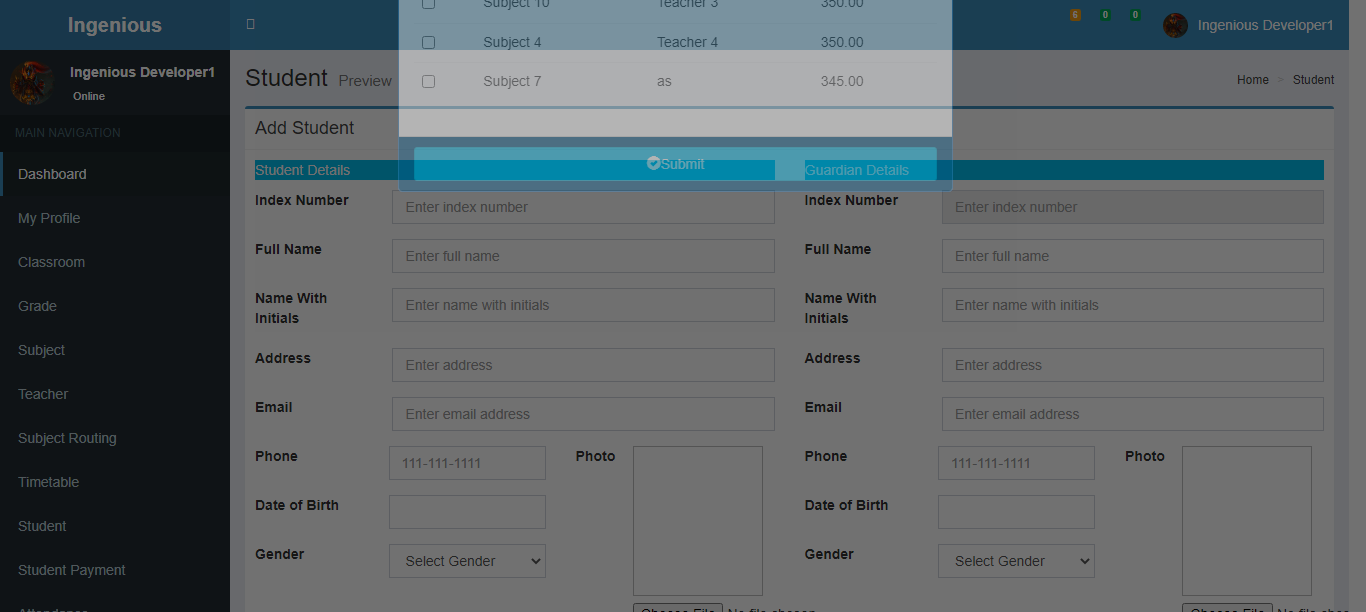 Ingenious
6 0 0 Ingenious Developer1
Ingenious Developer1
Online
MAIN NAVIGATION
Dashboard
My Profile
Classroom
Grade
Subject
Teacher
Subject Routing
Timetable
Student
Student Payment
Attendance
Subject 10 Teacher 3 350.00
Subject 4 Teacher 4 350.00
Subject 7 as 345.00
Submit
Student Preview
Home > Student
Add Student
Student Details
Index Number Enter index number
Full Name Enter full name
Name With Initials Enter name with initials
Address Enter address
Email Enter email address
Phone 111-111-1111 Photo
Date of Birth
Gender Select Gender
Choose File No file chosen
Guardian Details
Index Number Enter index number
Full Name Enter full name
Name With Initials Enter name with initials
Address Enter address
Email Enter email address
Phone 111-111-1111 Photo
Date of Birth
Gender Select Gender
Choose File No file chosen